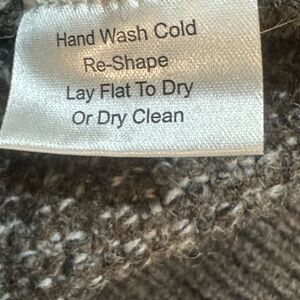 Hand Wash Cold
Re-Shape
Lay Flat To Dry
Or Dry Clean